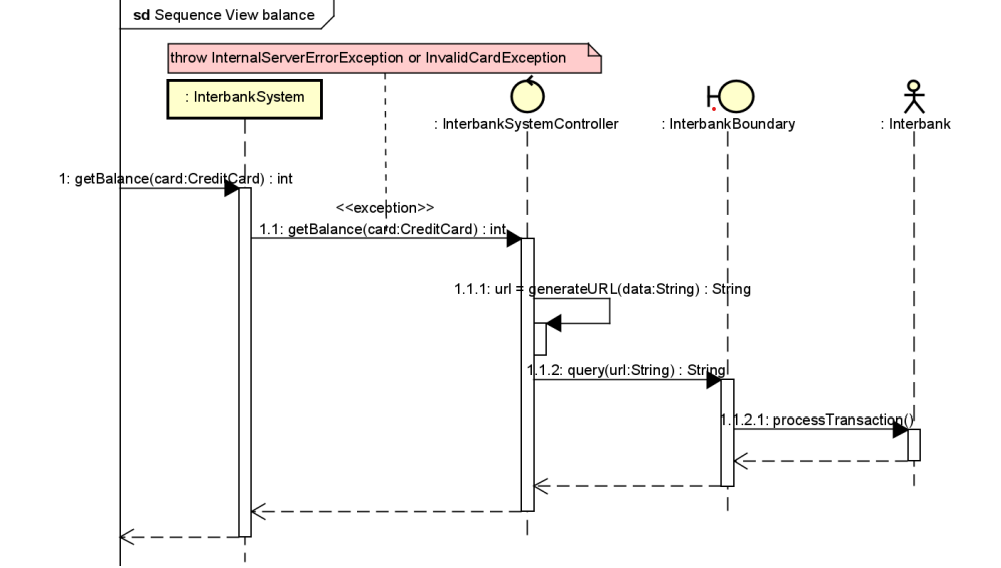 sd Sequence View balance
throw InternalServerErrorException or InvalidCardException
: InterbankSystem
: InterbankSystemController
: InterbankBoundary
: Interbank
1: getBalance(card:CreditCard) : int
<<exception>>
1.1: getBalance(card:CreditCard) : int
1.1.1: url = generateURL(data:String) : String
1.1.2: query(url:String) : String
1.1.2.1: processTransaction()